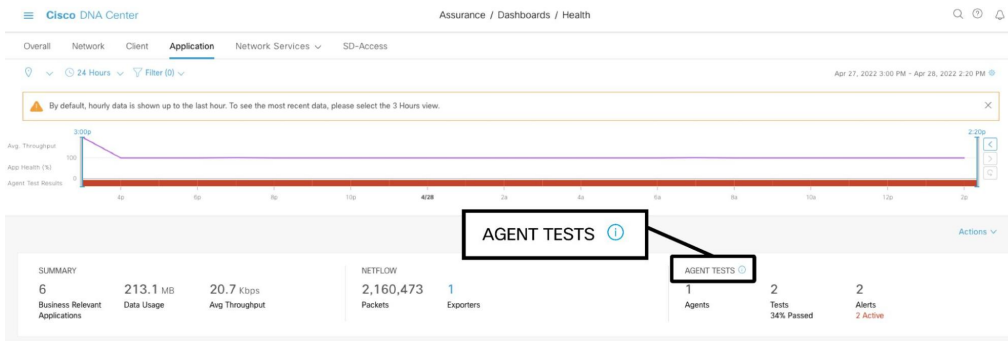 Cisco DNA Center
Assurance / Dashboards / Health
Overall Network Client Application Network Services SD-Access
24 Hours Filter (0)
Apr 27, 2022 3:00 PM - Apr 28, 2022 2:20 PM
By default, hourly data is shown up to the last hour. To see the most recent data, please select the 3 Hours view.
3:00p 2:20p
Avg. Throughput
100
App Health (%)
0
Agent Test Results
4p 6p 8p 10p 4/28 2a 4a 6a 8a 10a 12p 2p
AGENT TESTS
Actions
SUMMARY NETFLOW AGENT TESTS
6 213.1 MB 20.7 Kbps 2,160,473 1 1 2 2
Business Relevant Data Usage Avg Throughput Packets Exporters Agents Tests Alerts
Applications 34% Passed 2 Active